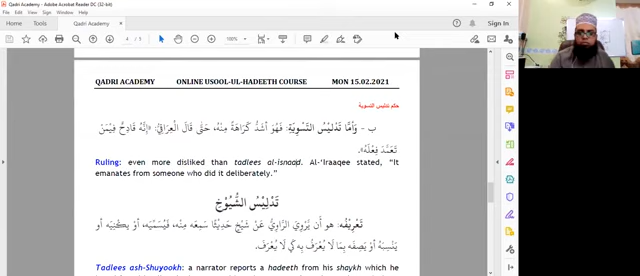 Qadri Academy - Adobe Acrobat Reader DC (32-bit)
File Edit View Sign Window Help
Home Tools Qadri Academy × Sign In
4 / 5 100%
QADRI ACADEMY ONLINE USOOL-UL-HADEETH COURSE MON 15.02.2021
حكم تدليس التسوية
ب - وَأَمَّا تَدْلِيسُ التَّسْوِيَةِ: فَهُوَ أَشَدُّ كَرَاهَةً مِنْهُ، حَتَّى قَالَ الْعِرَاقِيُّ: «إِنَّهُ قَادِحٌ فِيمَنْ
تَعَمَّدَ فِعْلَهُ».
Ruling: even more disliked than tadlees al-isnaad. Al-'Iraaqee stated, "It
emanates from someone who did it deliberately."
تَدْلِيسُ الشُّيُوخِ
تَعْرِيفُهُ: هو أَن يَرْوِيَ الرَّاوِيُّ عَنْ شَيْخٍ حَدِيثًا سَمِعَهُ مِنْهُ، فَيُسَمِّيَهُ، أَوْ يَكْنِيَهُ أَوْ
يَنْسِبَهُ أَوْ يَصِفَهُ بِمَا لَا يُعْرَفُ بِهِ كَيْ لَا يُعْرَفَ.
Tadlees ash-Shuyookh: a narrator reports a hadeeth from his shaykh which he